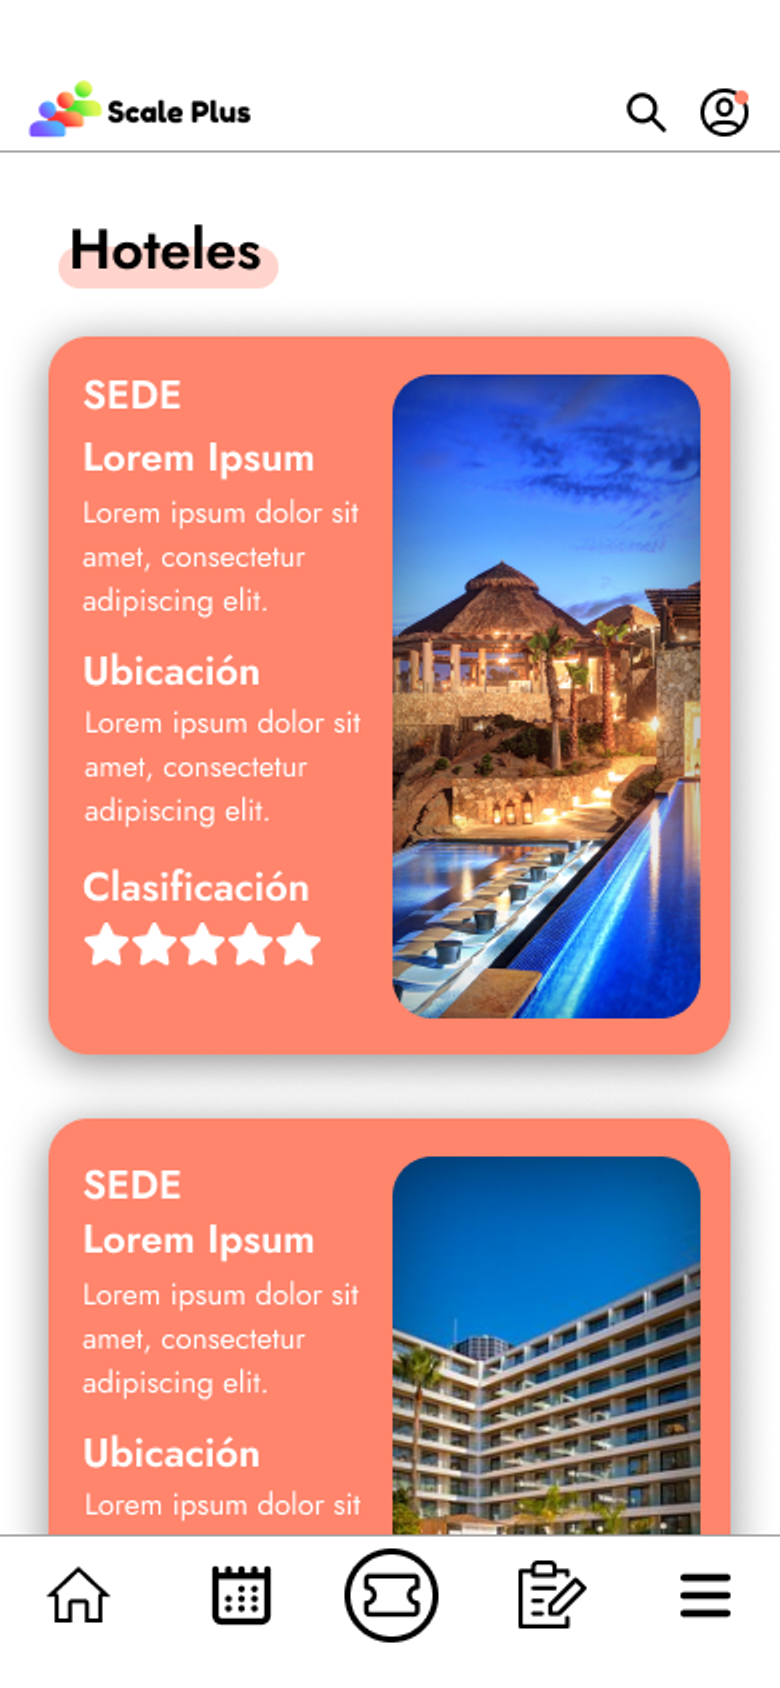 Scale Plus
Hoteles
SEDE
Lorem Ipsum
Lorem ipsum dolor sit
amet, consectetur
adipiscing elit.
Ubicación
Lorem ipsum dolor sit
amet, consectetur
adipiscing elit.
Clasificación
SEDE
Lorem Ipsum
Lorem ipsum dolor sit
amet, consectetur
adipiscing elit.
Ubicación
Lorem ipsum dolor sit